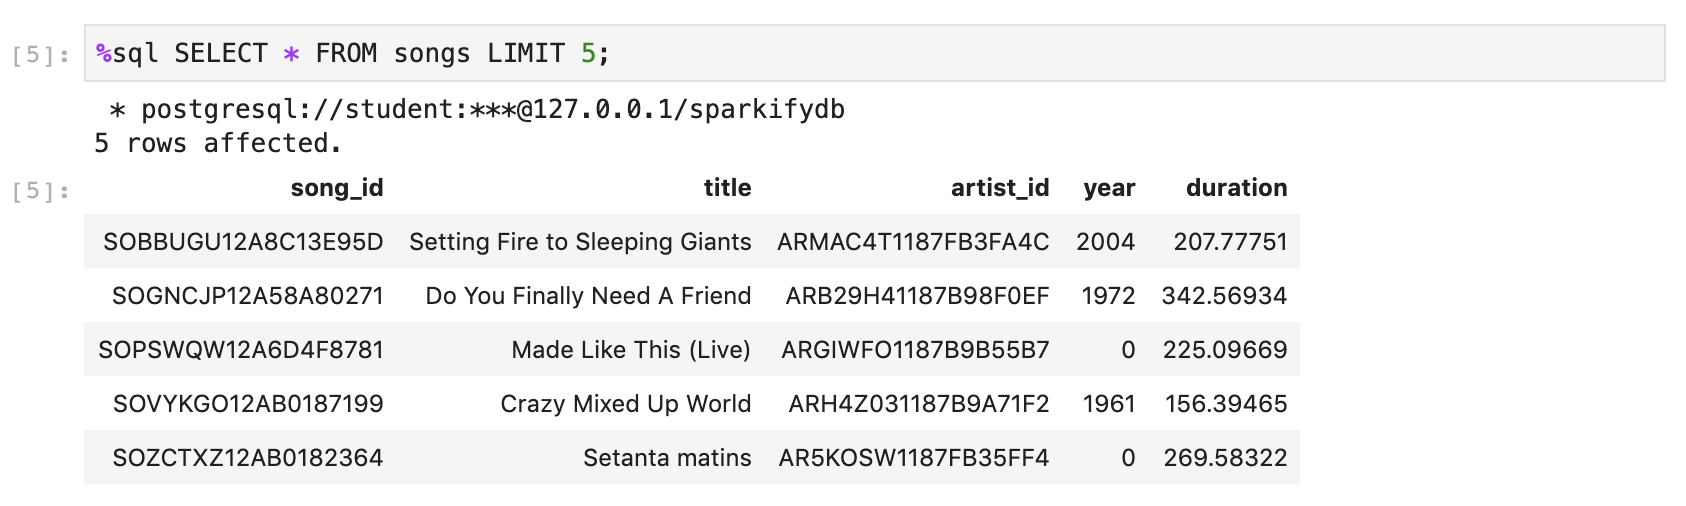 [5]: %sql SELECT * FROM songs LIMIT 5;
* postgresql://student:***@127.0.0.1/sparkifydb
5 rows affected.
[5]: song_id title artist_id year duration
SOBBUGU12A8C13E95D Setting Fire to Sleeping Giants ARMAC4T1187FB3FA4C 2004 207.77751
SOGNCJP12A58A80271 Do You Finally Need A Friend ARB29H41187B98F0EF 1972 342.56934
SOPSWQW12A6D4F8781 Made Like This (Live) ARGIWFO1187B9B55B7 0 225.09669
SOVYKGO12AB0187199 Crazy Mixed Up World ARH4Z031187B9A71F2 1961 156.39465
SOZCTXZ12AB0182364 Setanta matins AR5KOSW1187FB35FF4 0 269.58322